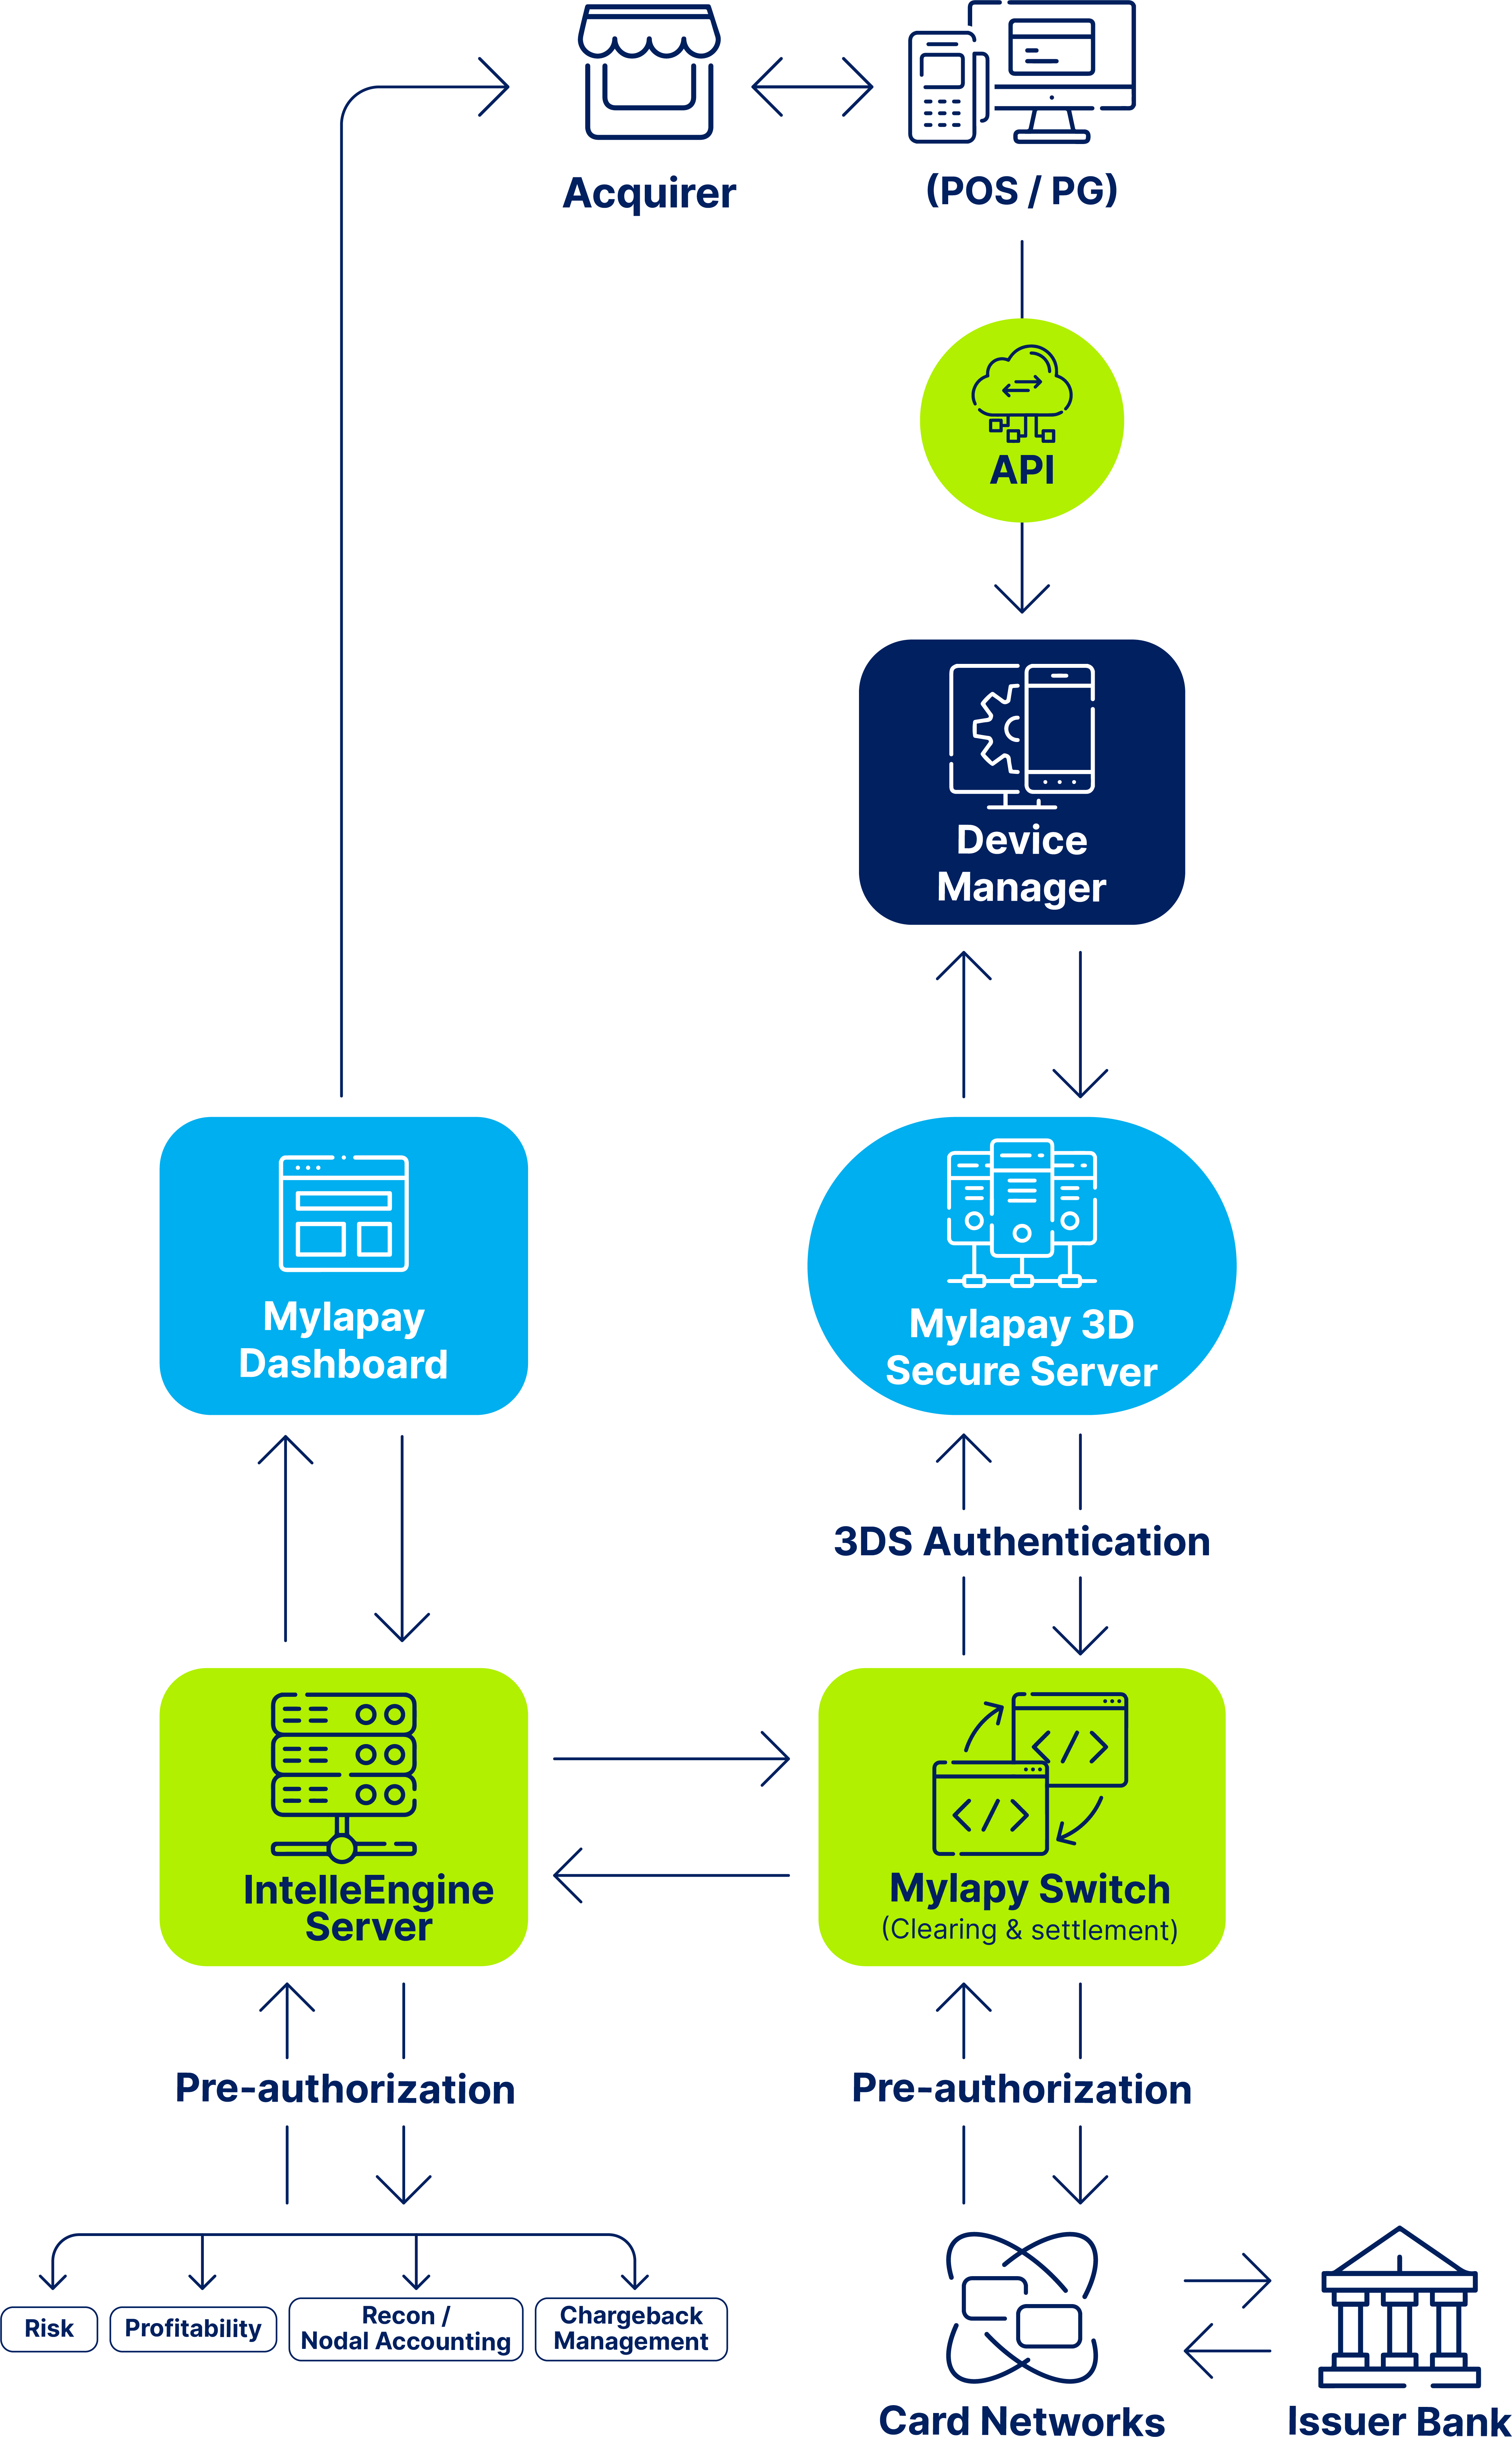 Acquirer
(POS / PG)
API
Device
Manager
Mylapay
Dashboard
Mylapay 3D
Secure Server
3DS Authentication
IntelleEngine
Server
Mylapy Switch
(Clearing & settlement)
Pre-authorization
Pre-authorization
Risk
Profitability
Recon /
Nodal Accounting
Chargeback
Management
Card Networks
Issuer Bank